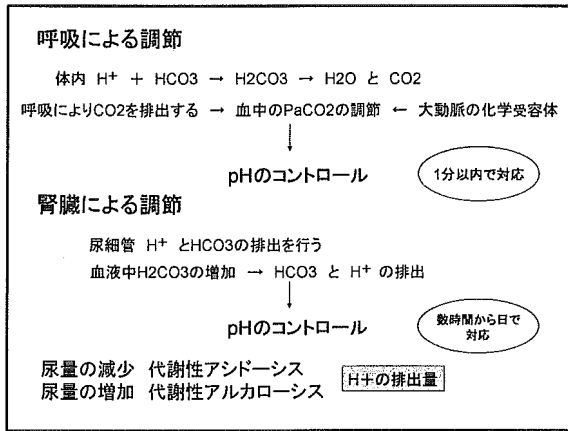 呼吸による調節
体内 H⁺ + HCO3 → H2CO3 → H2O と CO2
呼吸によりCO2を排出する → 血中のPaCO2の調節 ← 大動脈の化学受容体
↓
pHのコントロール
1分以内で対応
腎臓による調節
尿細管 H⁺ とHCO3の排出を行う
血液中H2CO3の増加 → HCO3 と H⁺ の排出
↓
pHのコントロール
数時間から日で
対応
尿量の減少 代謝性アシドーシス
尿量の増加 代謝性アルカローシス
H+の排出量